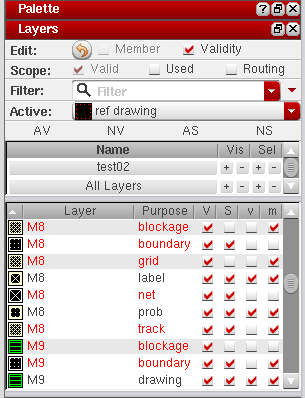 Palette
Layers
Edit: Member Validity
Scope: Valid Used Routing
Filter: Filter
Active: ref drawing
AV NV AS NS
Name Vis Sel
test02 + - + -
All Layers + - + -
Layer Purpose V S v m
M8 blockage
M8 boundary
M8 grid
M8 label
M8 net
M8 prob
M8 track
M9 blockage
M9 boundary
M9 drawing